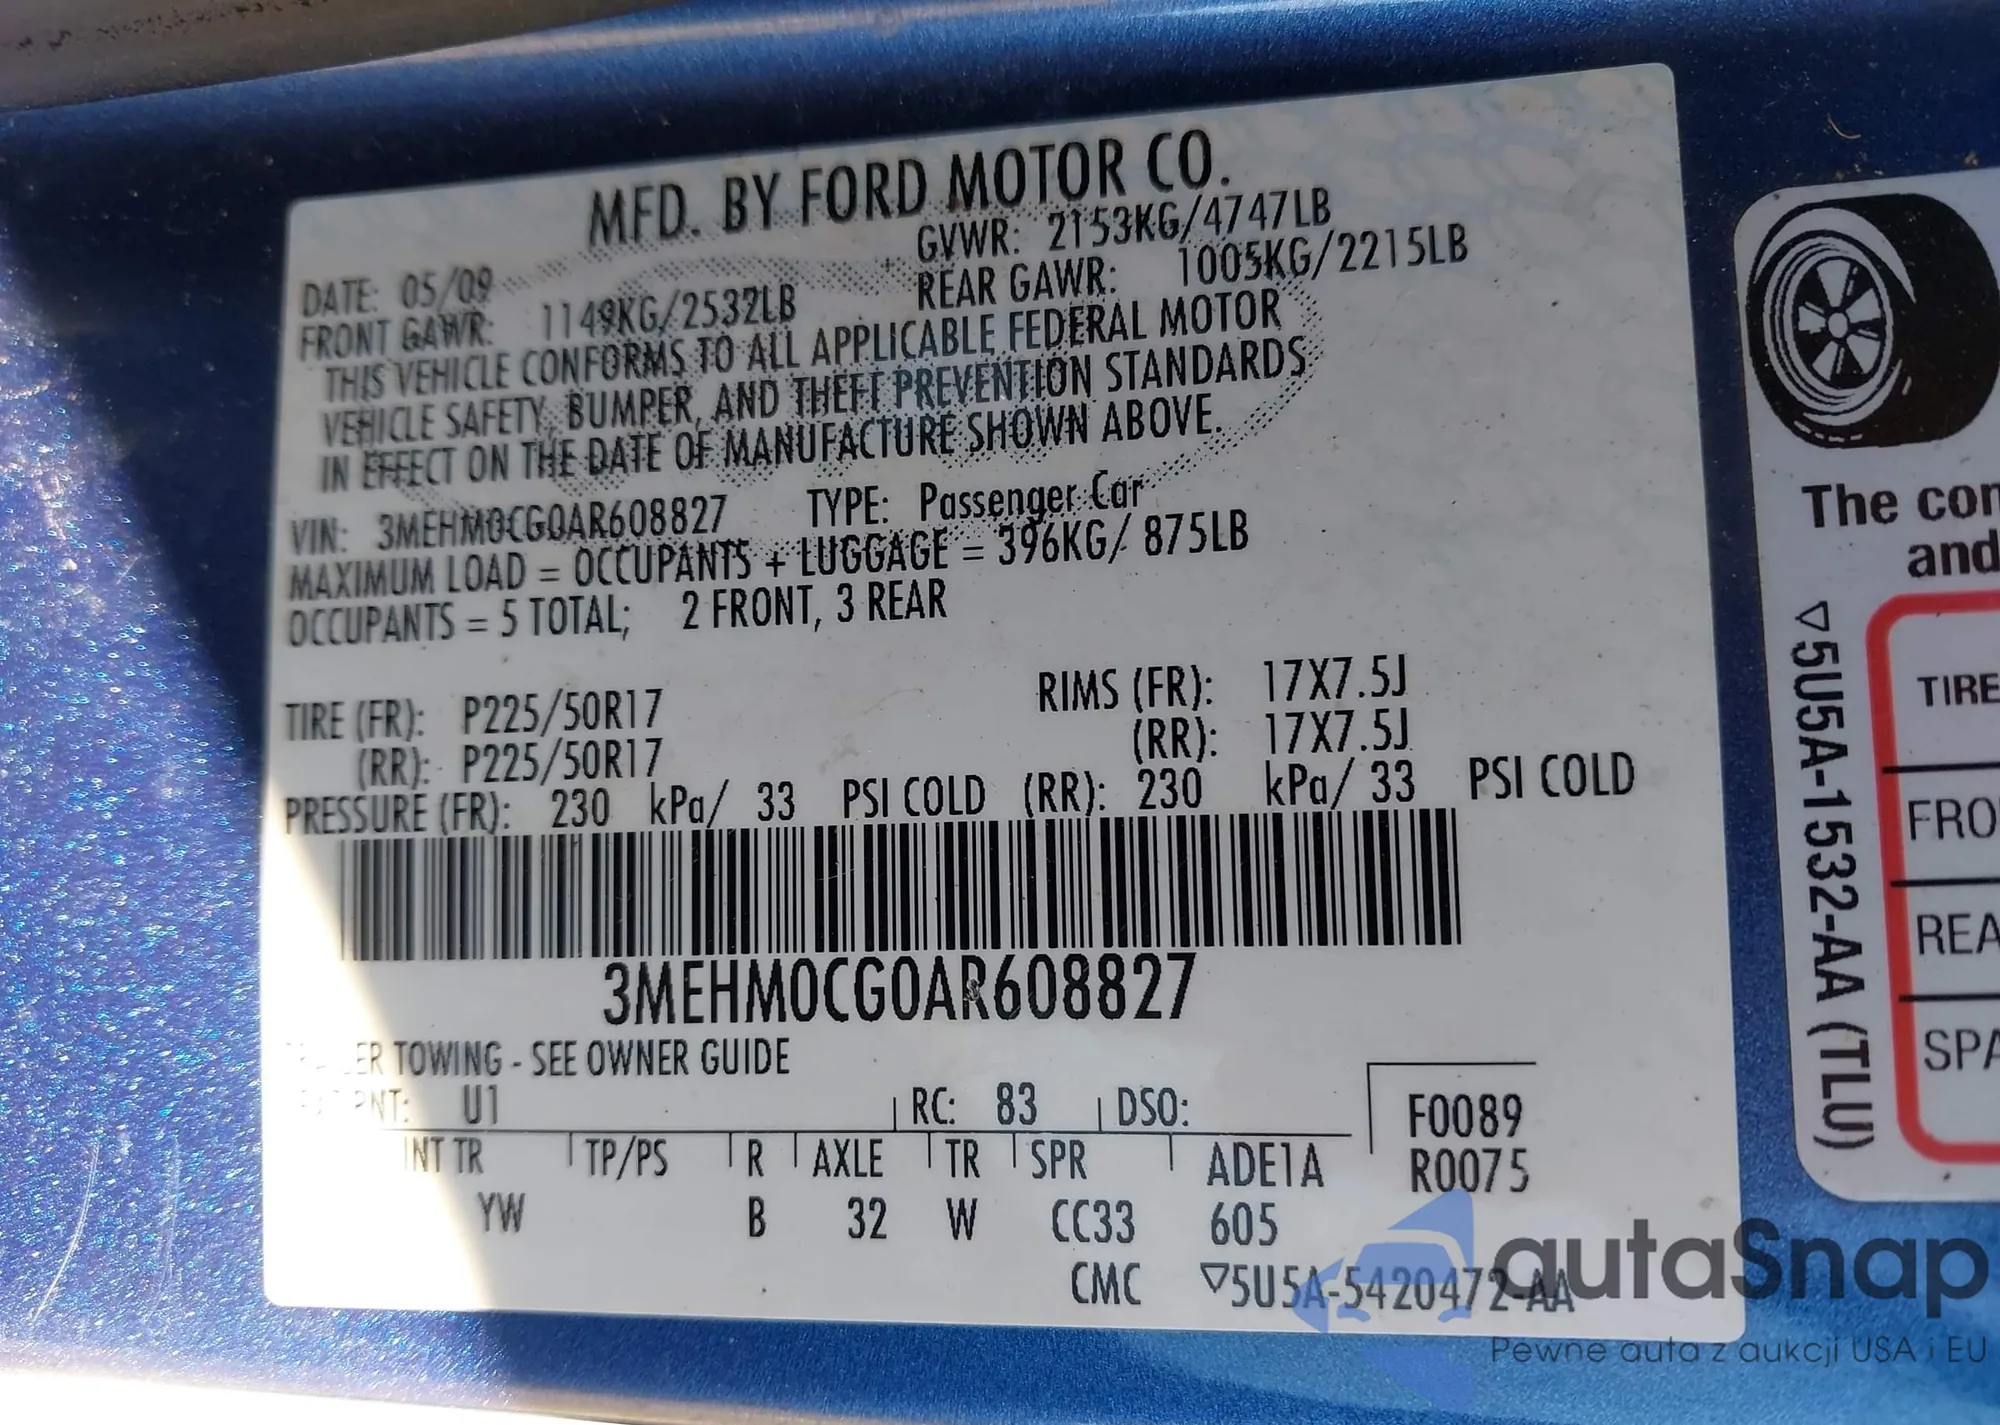 MFD. BY FORD MOTOR CO.
DATE: 05/09 GVWR: 2153KG/4747LB
FRONT GAWR: 1149KG/2532LB REAR GAWR: 1005KG/2215LB
THIS VEHICLE CONFORMS TO ALL APPLICABLE FEDERAL MOTOR
VEHICLE SAFETY, BUMPER, AND THEFT PREVENTION STANDARDS
IN EFFECT ON THE DATE OF MANUFACTURE SHOWN ABOVE.
VIN: 3MEHM0CG0AR608827 TYPE: Passenger Car
MAXIMUM LOAD = OCCUPANTS + LUGGAGE = 396KG/ 875LB
OCCUPANTS = 5 TOTAL; 2 FRONT, 3 REAR
TIRE (FR): P225/50R17 RIMS (FR): 17X7.5J
(RR): P225/50R17 (RR): 17X7.5J
PRESSURE (FR): 230 kPa/ 33 PSI COLD (RR): 230 kPa/ 33 PSI COLD
3MEHM0CG0AR608827
TOWING - SEE OWNER GUIDE
PNT: U1 RC: 83 DSO: F0089
R0075
INT TR TP/PS R AXLE TR SPR ADE1A
YW B 32 W CC33 605
CMC ▽5U5A-5420472-AA
The con
and
▽5U5A-1532-AA (TLU)
TIRE
FRO
REA
SPA
autaSnap
Pewne auta z aukcji USA i EU